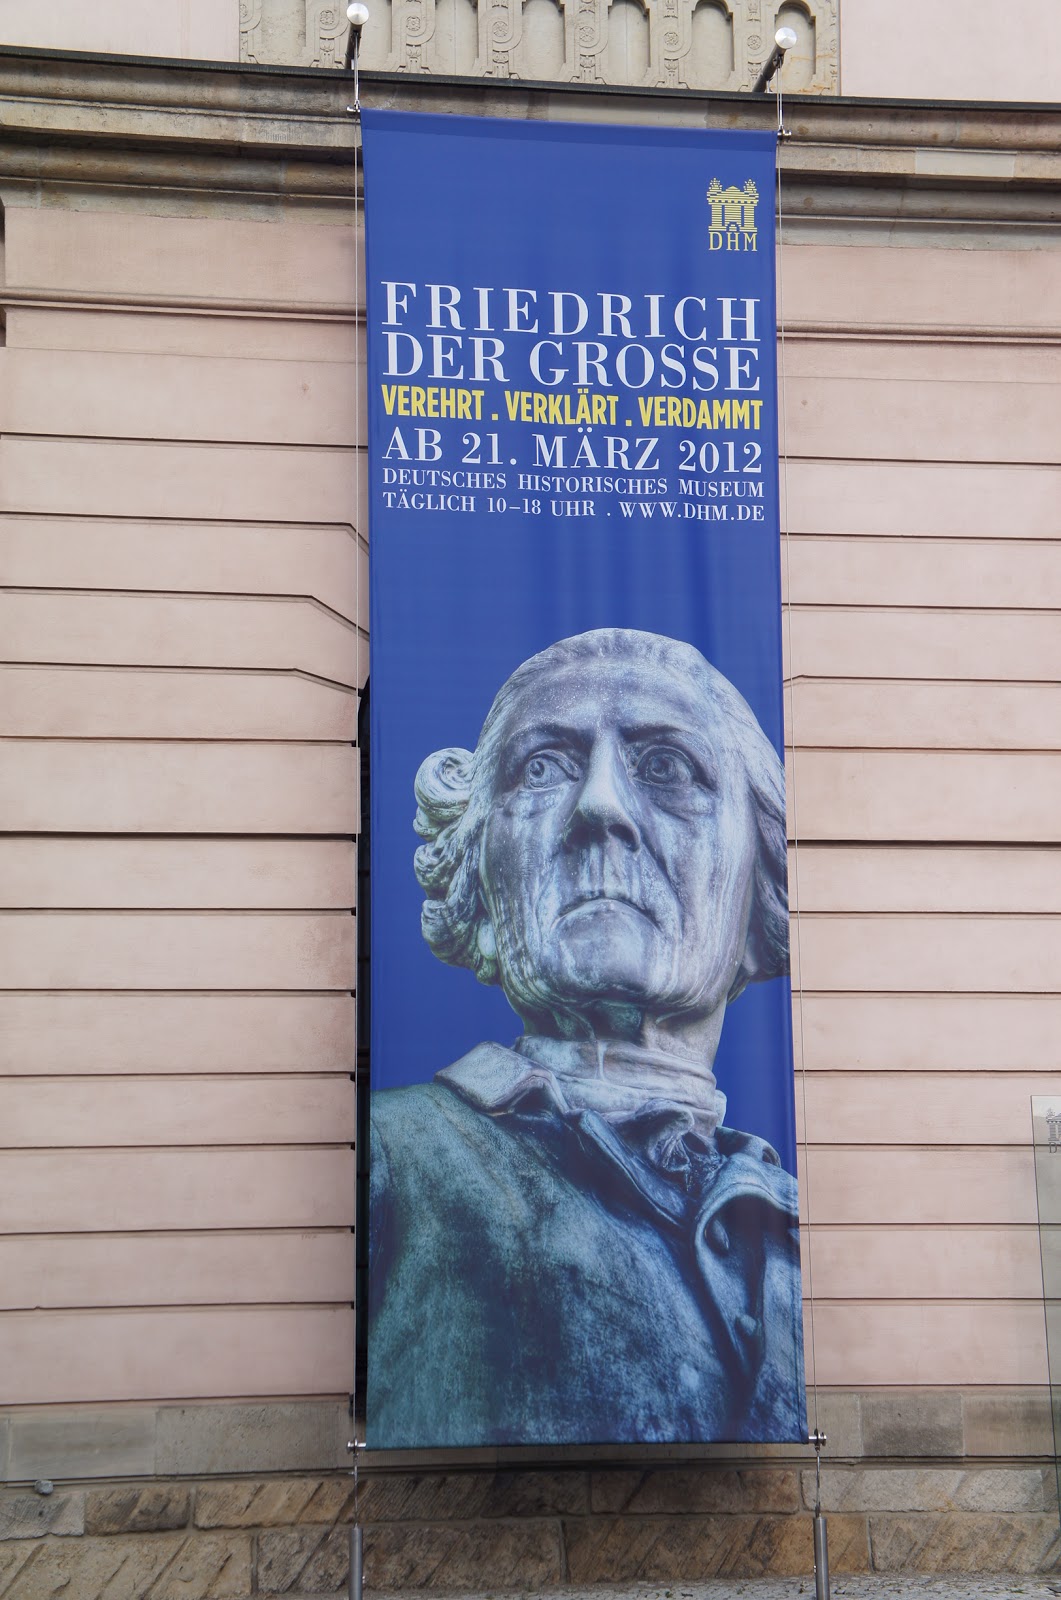 DHM
FRIEDRICH
DER GROSSE
VEREHRT . VERKLÄRT . VERDAMMT
AB 21. MÄRZ 2012
DEUTSCHES HISTORISCHES MUSEUM
TÄGLICH 10–18 UHR . WWW.DHM.DE